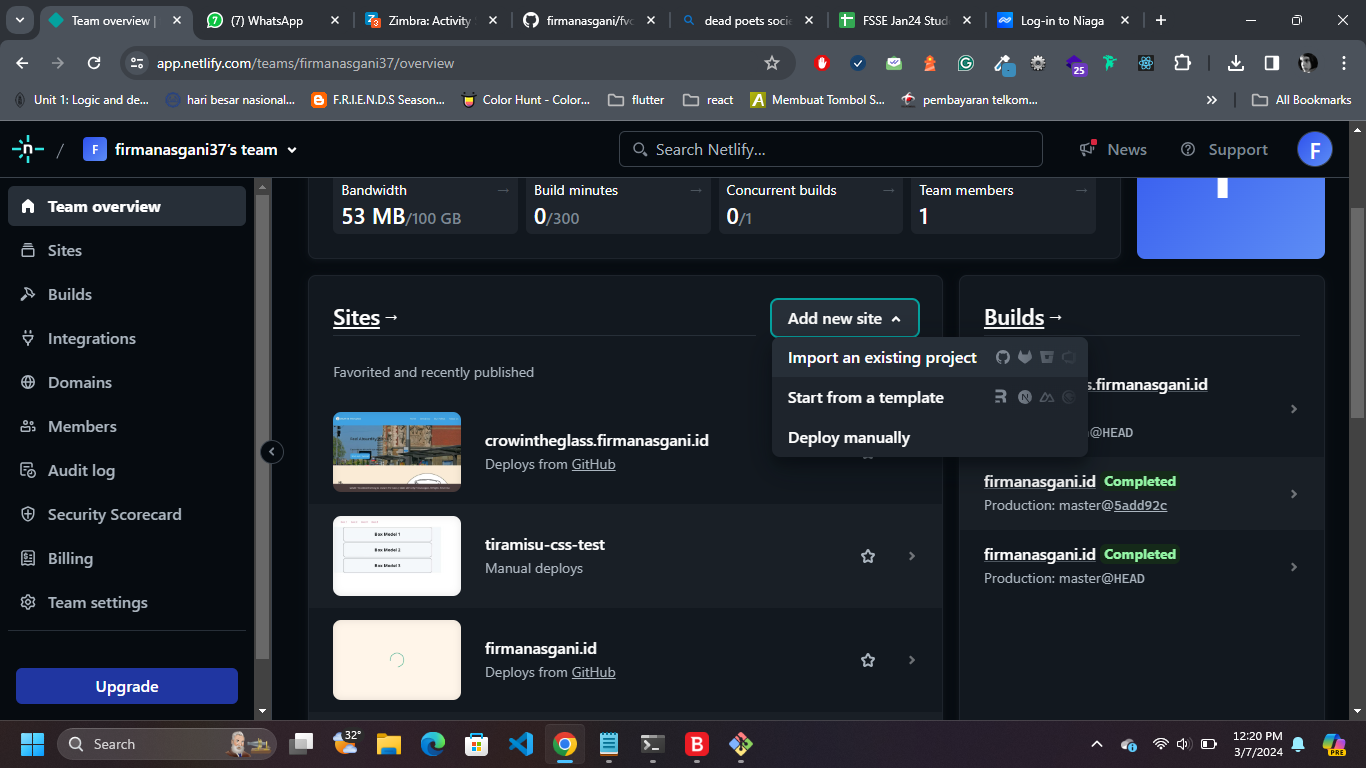 Team overview |
(7) WhatsApp
Zimbra: Activity S
firmanasgani/fvc
dead poets socie
FSSE Jan24 Stude
Log-in to Niaga
app.netlify.com/teams/firmanasgani37/overview
25
Unit 1: Logic and de...
hari besar nasional...
F.R.I.E.N.D.S Season...
Color Hunt - Color...
flutter
react
Membuat Tombol S...
pembayaran telkom...
»
All Bookmarks
n / F firmanasgani37's team
Search Netlify...
News
Support
F
Team overview
Sites
Builds
Integrations
Domains
Members
Audit log
Security Scorecard
Billing
Team settings
Upgrade
Bandwidth →
53 MB/100 GB
Build minutes →
0/300
Concurrent builds →
0/1
Team members →
1
Sites →
Add new site
Import an existing project
Start from a template
Deploy manually
Favorited and recently published
crowintheglass.firmanasgani.id
Deploys from GitHub
Box Model 1
Box Model 2
Box Model 3
tiramisu-css-test
Manual deploys
firmanasgani.id
Deploys from GitHub
Builds →
s.firmanasgani.id
@HEAD
firmanasgani.id Completed
Production: master@5add92c
firmanasgani.id Completed
Production: master@HEAD
Search
32°
12:20 PM
3/7/2024
PRE